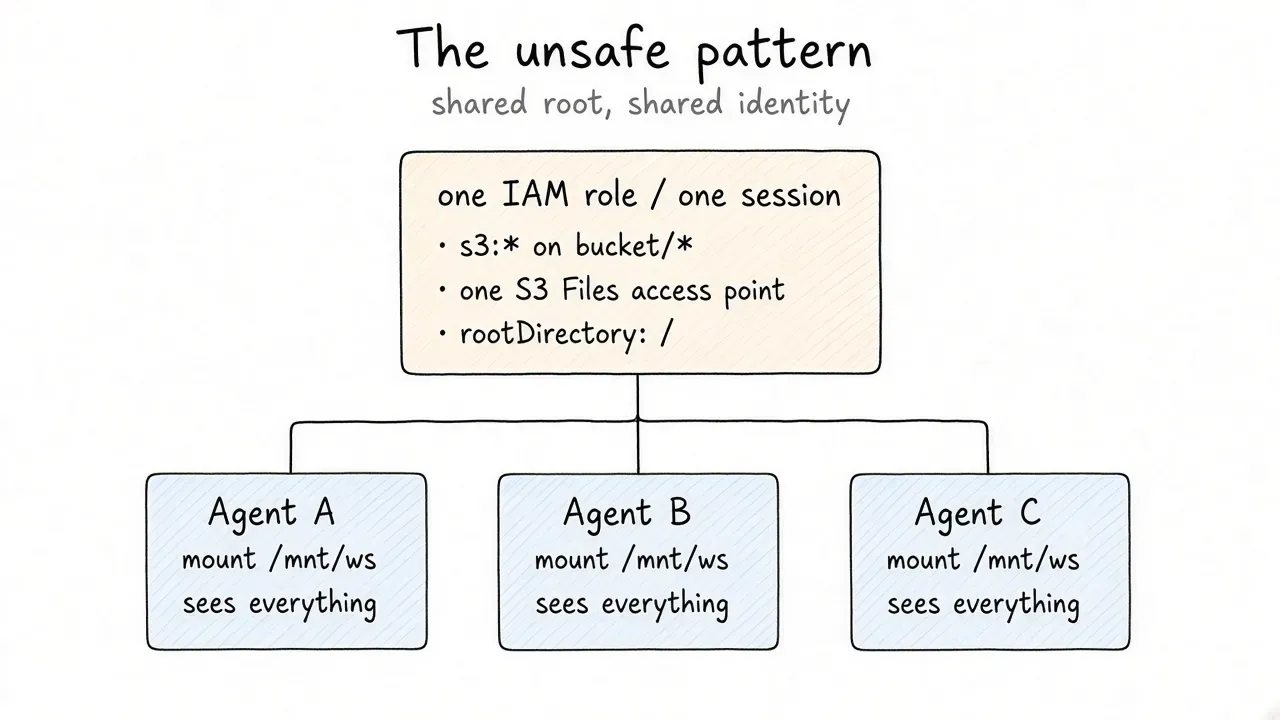 The unsafe pattern
shared root, shared identity
one IAM role / one session
• s3:* on bucket/*
• one S3 Files access point
• rootDirectory: /
Agent A
mount /mnt/ws
sees everything
Agent B
mount /mnt/ws
sees everything
Agent C
mount /mnt/ws
sees everything